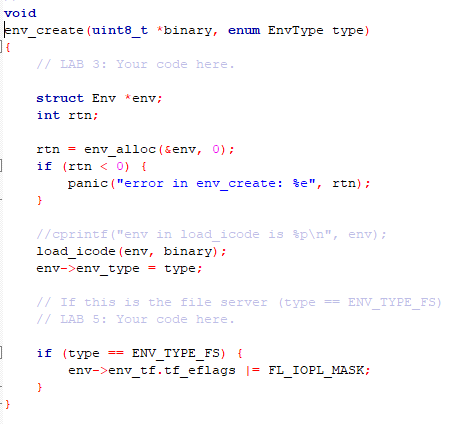 void
env_create(uint8_t *binary, enum EnvType type)
{
    // LAB 3: Your code here.
    struct Env *env;
    int rtn;
    rtn = env_alloc(&env, 0);
    if (rtn < 0) {
        panic("error in env_create: %e", rtn);
    }
    //cprintf("env in load_icode is %p\n", env);
    load_icode(env, binary);
    env->env_type = type;
    // If this is the file server (type == ENV_TYPE_FS)
    // LAB 5: Your code here.
    if (type == ENV_TYPE_FS) {
        env->env_tf.tf_eflags |= FL_IOPL_MASK;
    }
}